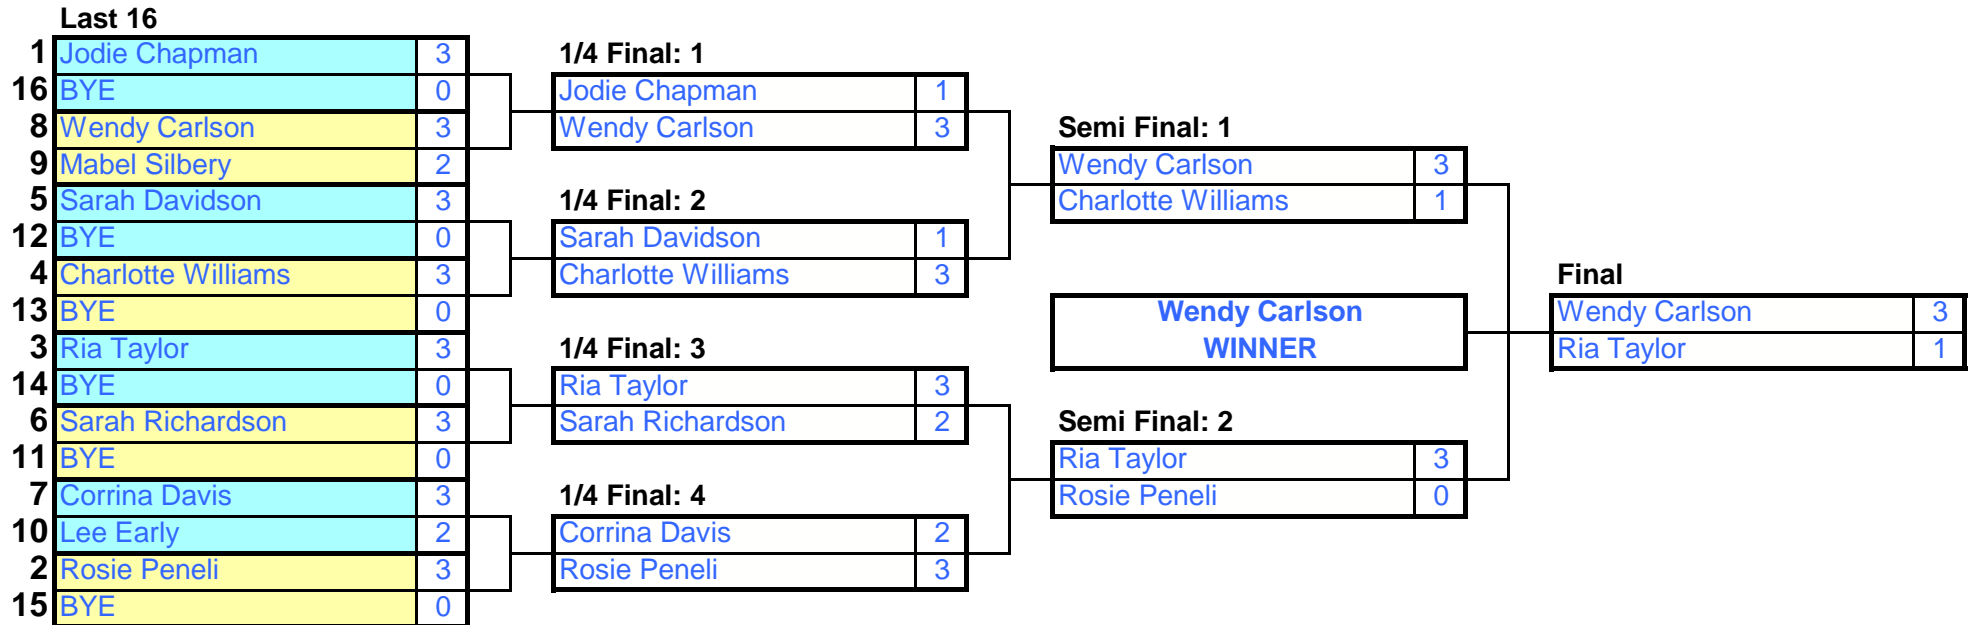 Last 16
1 Jodie Chapman 3
16 BYE 0
8 Wendy Carlson 3
9 Mabel Silbery 2
5 Sarah Davidson 3
12 BYE 0
4 Charlotte Williams 3
13 BYE 0
3 Ria Taylor 3
14 BYE 0
6 Sarah Richardson 3
11 BYE 0
7 Corrina Davis 3
10 Lee Early 2
2 Rosie Peneli 3
15 BYE 0
1/4 Final: 1
Jodie Chapman 1
Wendy Carlson 3
1/4 Final: 2
Sarah Davidson 1
Charlotte Williams 3
1/4 Final: 3
Ria Taylor 3
Sarah Richardson 2
1/4 Final: 4
Corrina Davis 2
Rosie Peneli 3
Semi Final: 1
Wendy Carlson 3
Charlotte Williams 1
Wendy Carlson
WINNER
Semi Final: 2
Ria Taylor 3
Rosie Peneli 0
Final
Wendy Carlson 3
Ria Taylor 1